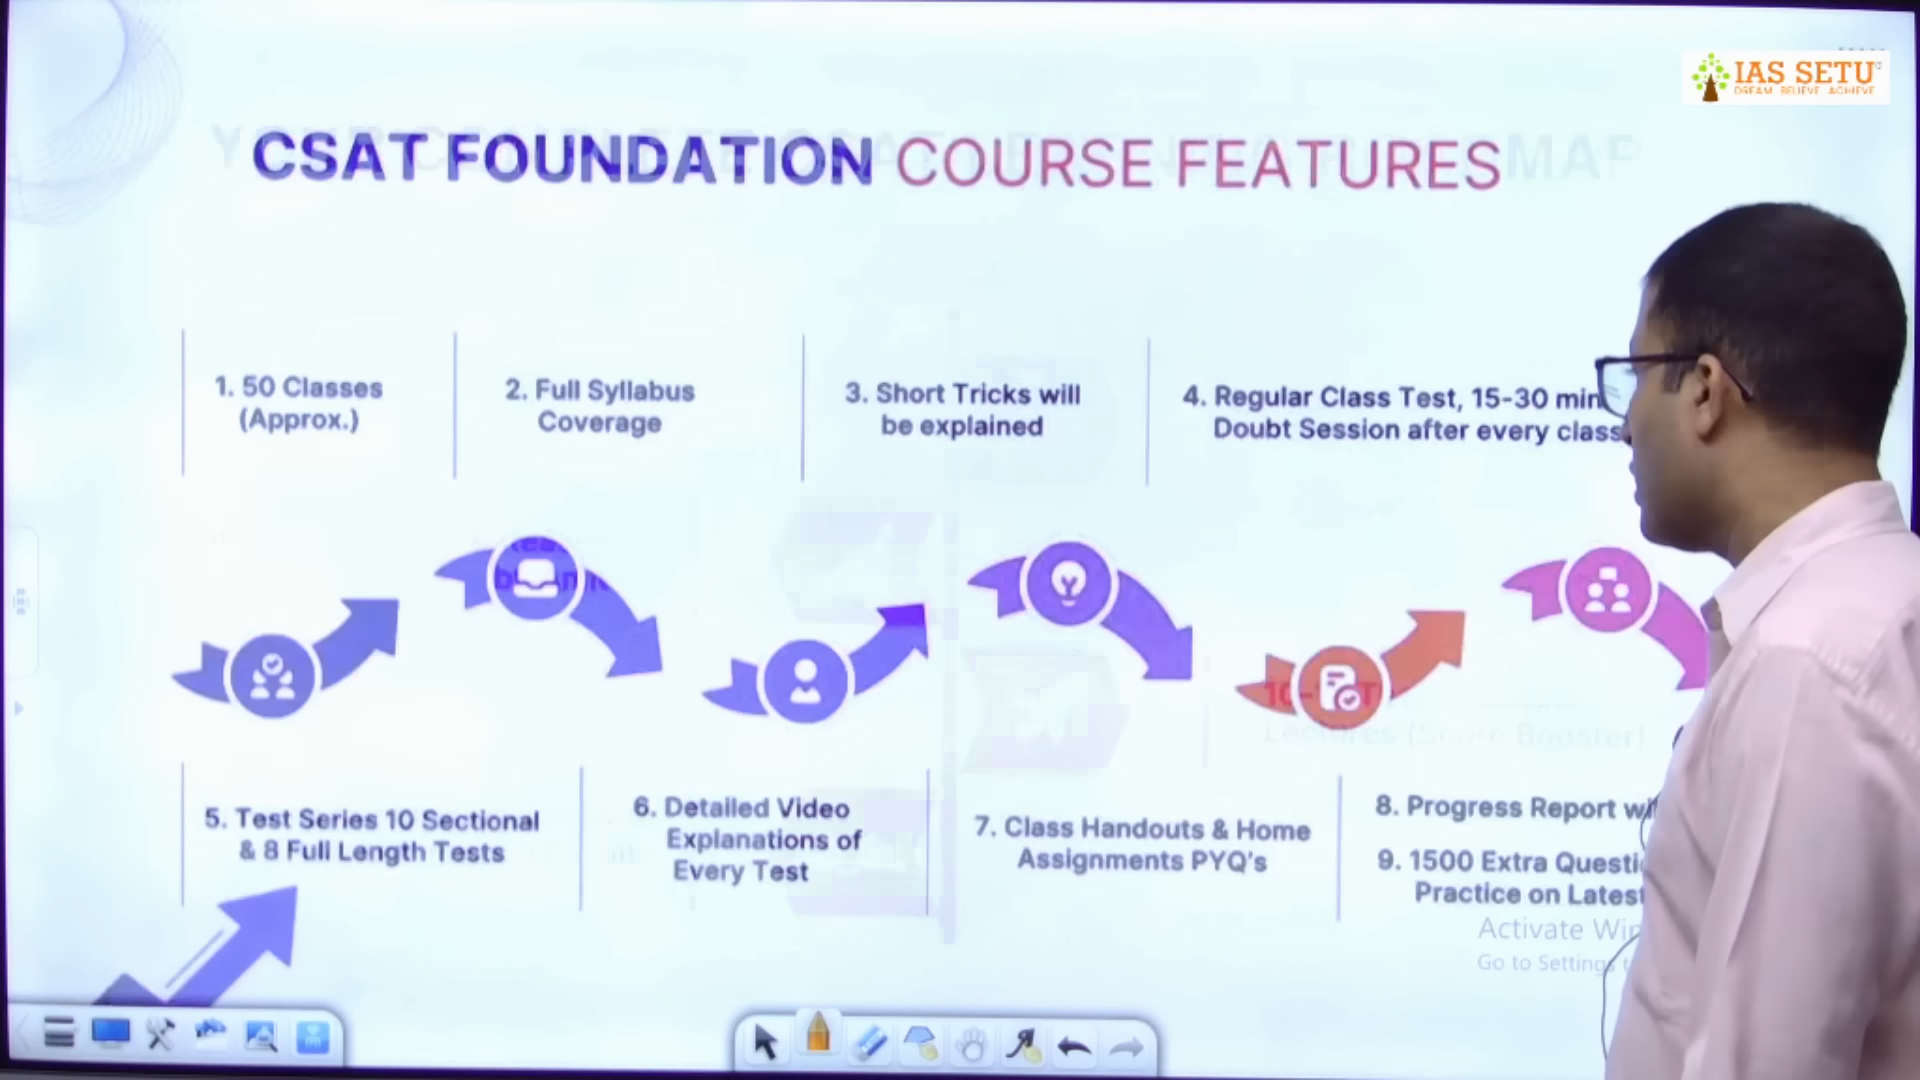 IAS SETU
DREAM BELIEVE ACHIEVE
CSAT FOUNDATION COURSE FEATURES
1. 50 Classes
(Approx.)
2. Full Syllabus
Coverage
3. Short Tricks will
be explained
4. Regular Class Test, 15-30 min
Doubt Session after every class
5. Test Series 10 Sectional
& 8 Full Length Tests
6. Detailed Video
Explanations of
Every Test
7. Class Handouts & Home
Assignments PYQ's
8. Progress Report
9. 1500 Extra
Practice on Latest
Activate
Go to Settings
Lectures (Score Booster)